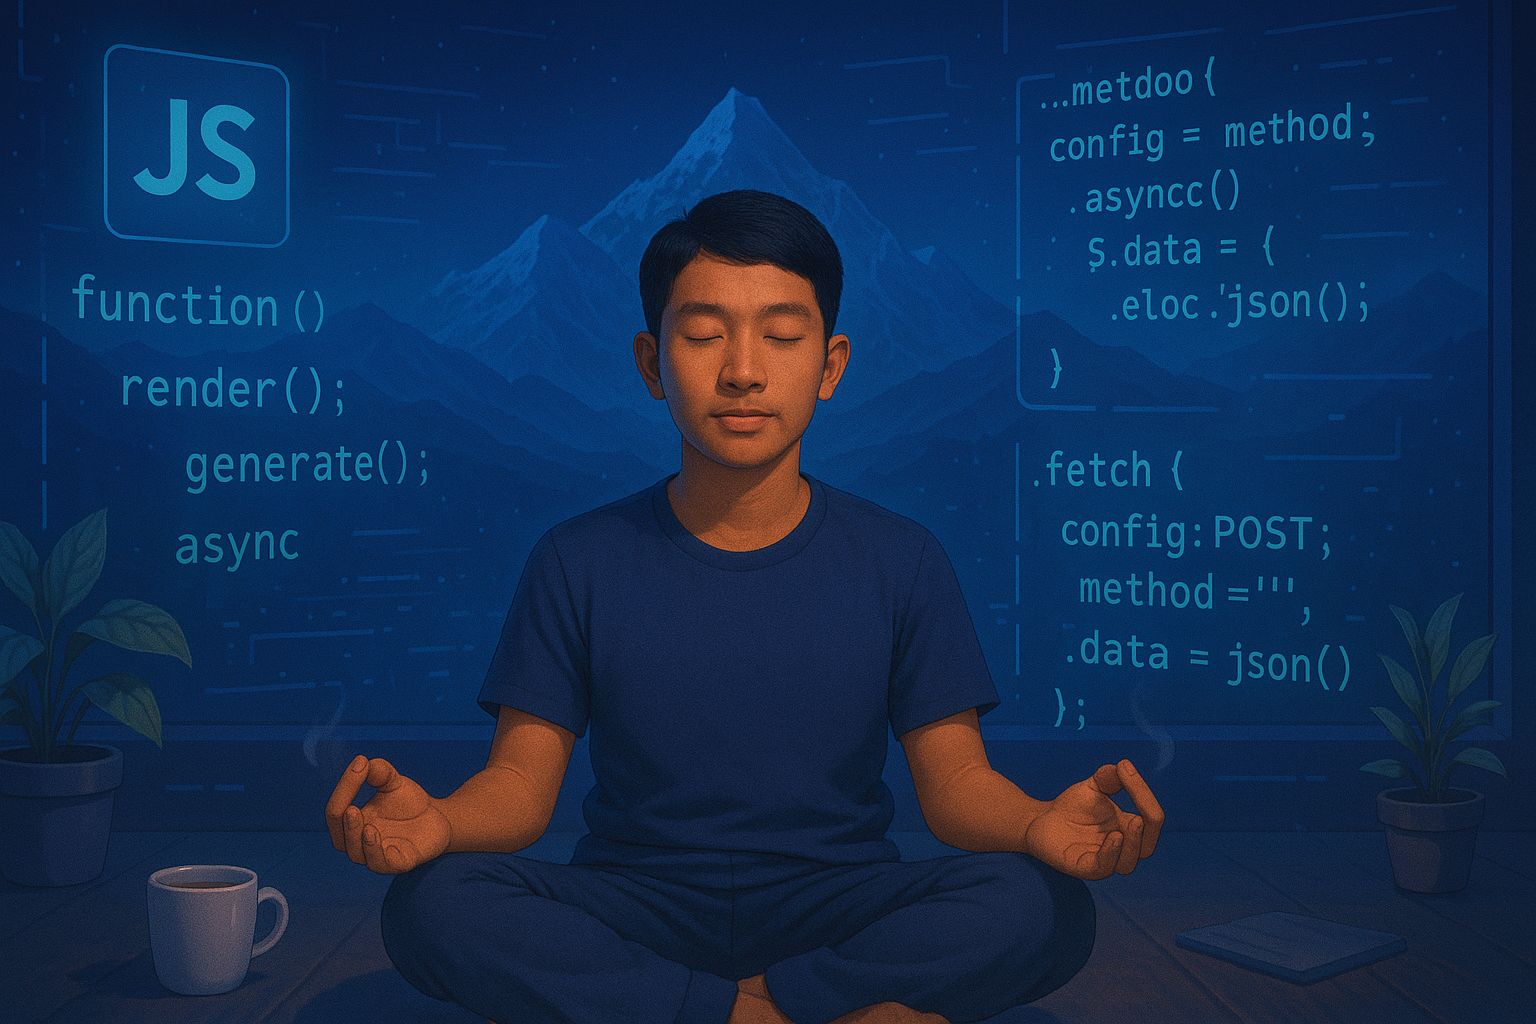 JS
function()
render();
generate();
async
...metdoo {
config = method;
.asyncc()
$.data = {
.eloc.'json();
}
.fetch {
config: POST;
method = ''',
.data = json()
};